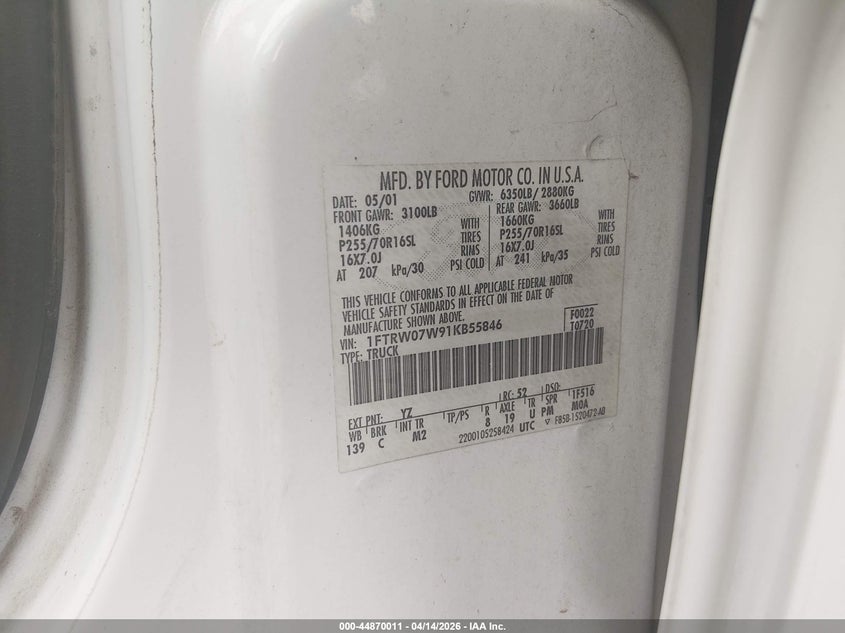 MFD. BY FORD MOTOR CO. IN U.S.A.
DATE: 05/01 GVWR: 6350LB/ 2880KG
FRONT GAWR: 3100LB REAR GAWR: 3660LB
1406KG WITH 1660KG WITH
P255/70R16SL TIRES P255/70R16SL TIRES
16X7.0J RIMS 16X7.0J RIMS
AT 207 kPa/30 PSI COLD AT 241 kPa/35 PSI COLD
THIS VEHICLE CONFORMS TO ALL APPLICABLE FEDERAL MOTOR
VEHICLE SAFETY STANDARDS IN EFFECT ON THE DATE OF
MANUFACTURE SHOWN ABOVE.
VIN: 1FTRW07W91KB55846 F0022
TYPE: TRUCK T0720
EXT PNT: YZ RC: 52 DSO:
WB BRK INT TR TP/PS R AXLE TR SPR 1F516
139 C M2 8 19 U PM M0A
2200105258424 UTC ▽ F85B-1520472-AD
000-44870011 - 04/14/2026 - IAA Inc.